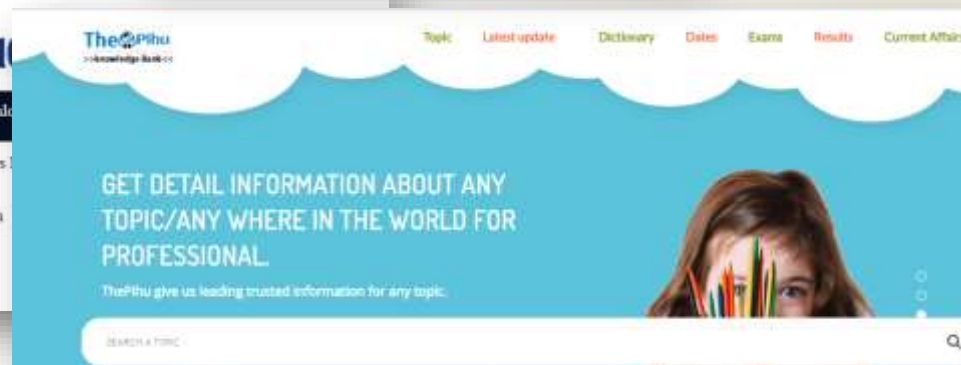 ThePihu
>>knowledge Bank<<
Topic Latest update Dictionary Dates Exams Results Current Affairs
GET DETAIL INFORMATION ABOUT ANY
TOPIC/ANY WHERE IN THE WORLD FOR
PROFESSIONAL.
ThePihu give us leading trusted information for any topic.
SEARCH A TOPIC